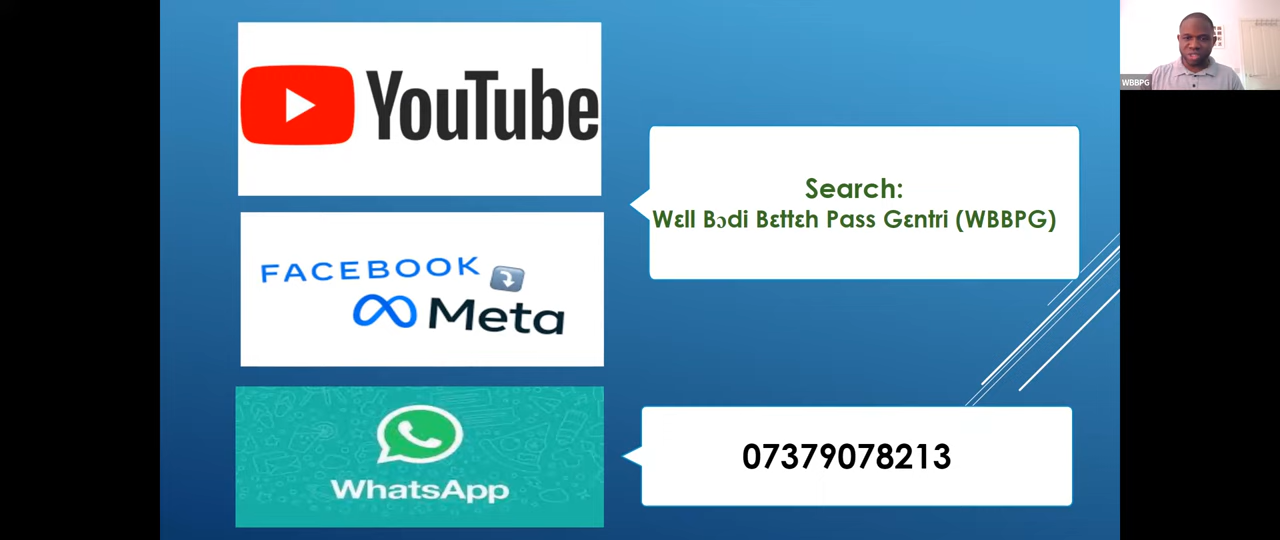 YouTube
Search:
Wɛll Bɔdi Bɛttɛh Pass Gɛntri (WBBPG)
FACEBOOK
Meta
WhatsApp
07379078213
WBBPG